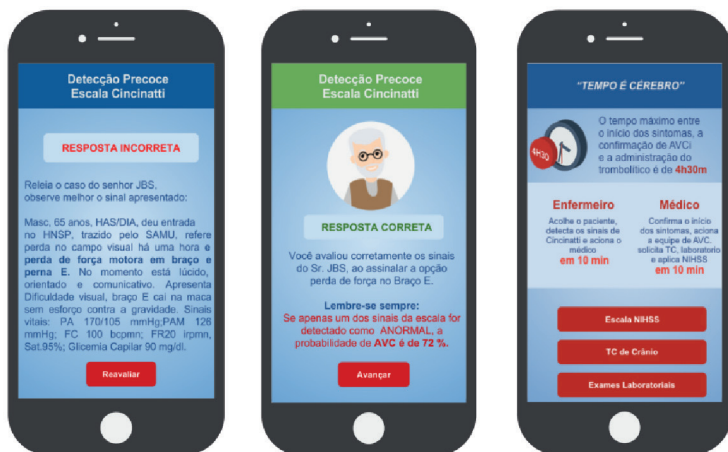 Detecção Precoce
Escala Cincinatti
RESPOSTA INCORRETA
Releia o caso do senhor JBS.
observe melhor o sinal apresentado:
Masc, 65 anos, HAS/DIA, deu entrada
no HNSP, trazido pelo SAMU, refere
perda no campo visual há uma hora e
perda de força motora em braço e
perna E. No momento está lúcido,
orientado e comunicativo. Apresenta
Dificuldade visual, braço E cai na maca
sem esforço contra a gravidade. Sinais
vitais: PA 170/105 mmHg;PAM 126
mmHg; FC 100 bcpmn; FR20 irpmn,
Sat.95%; Glicemia Capilar 90 mg/dl.
Reavaliar
Detecção Precoce
Escala Cincinatti
RESPOSTA CORRETA
Você avaliou corretamente os sinais
do Sr. JBS, ao assinalar a opção
perda de força no Braço E.
Lembre-se sempre:
Se apenas um dos sinais da escala for
detectado como ANORMAL, a
probabilidade de AVC é de 72 %.
Avançar
"TEMPO É CÉREBRO"
4H30
O tempo máximo entre
o início dos sintomas, a
confirmação de AVCi
e a administração do
trombolítico é de 4h30m
Enfermeiro
Acolhe o paciente,
detecta os sinais de
Cincinatti e aciona o
médico
em 10 min
Médico
Confirma o início
dos sintomas, aciona
a equipe de AVC,
solicita TC, laboratorio
e aplica NIHSS
em 10 min
Escala NIHSS
TC de Crânio
Exames Laboratoriais